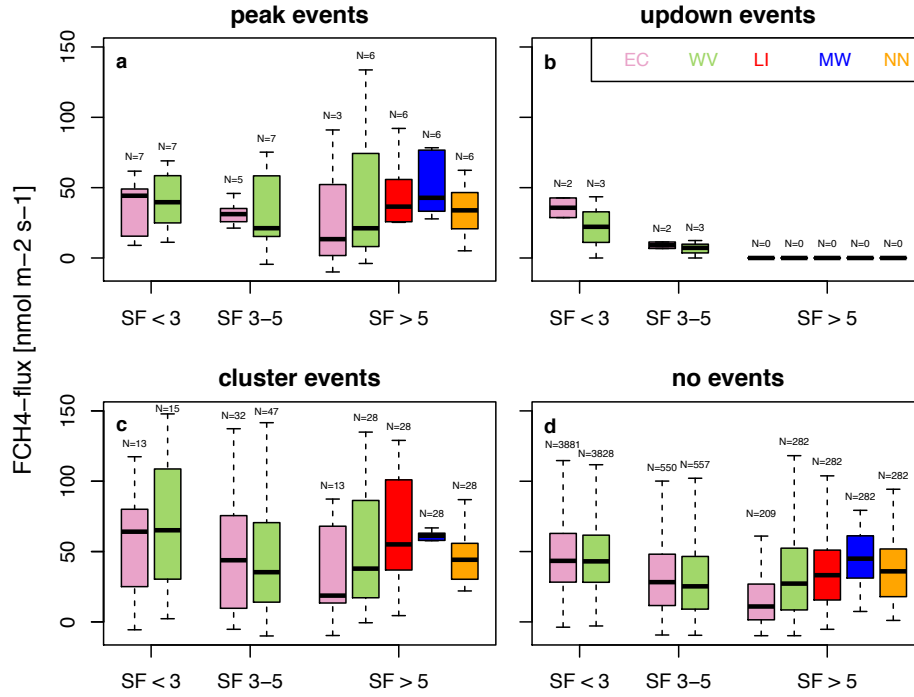 peak events
updown events
FCH4−flux [nmol m−2 s−1]
a
N=7
N=7
N=5
N=7
N=3
N=6
N=6
N=6
N=6
150
100
50
0
SF < 3
SF 3−5
SF > 5
b
EC
WV
LI
MW
NN
N=2
N=3
N=2
N=3
N=0
N=0
N=0
N=0
N=0
SF < 3
SF 3−5
SF > 5
cluster events
no events
c
N=13
N=15
N=32
N=47
N=13
N=28
N=28
N=28
N=28
150
100
50
0
SF < 3
SF 3−5
SF > 5
d
N=3881
N=3828
N=550
N=557
N=209
N=282
N=282
N=282
N=282
SF < 3
SF 3−5
SF > 5